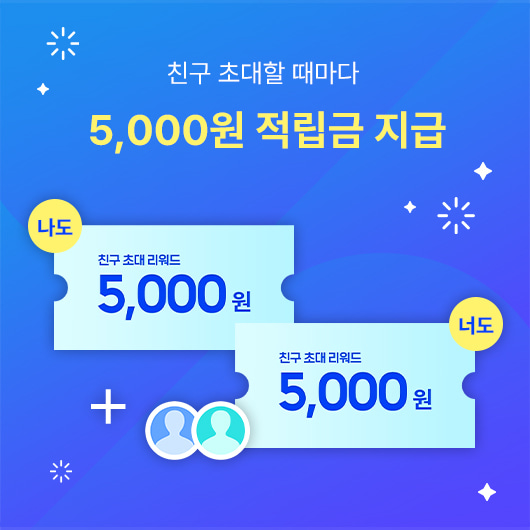 친구 초대할 때마다
5,000원 적립금 지급
나도
친구 초대 리워드
5,000원
너도
친구 초대 리워드
5,000원
+